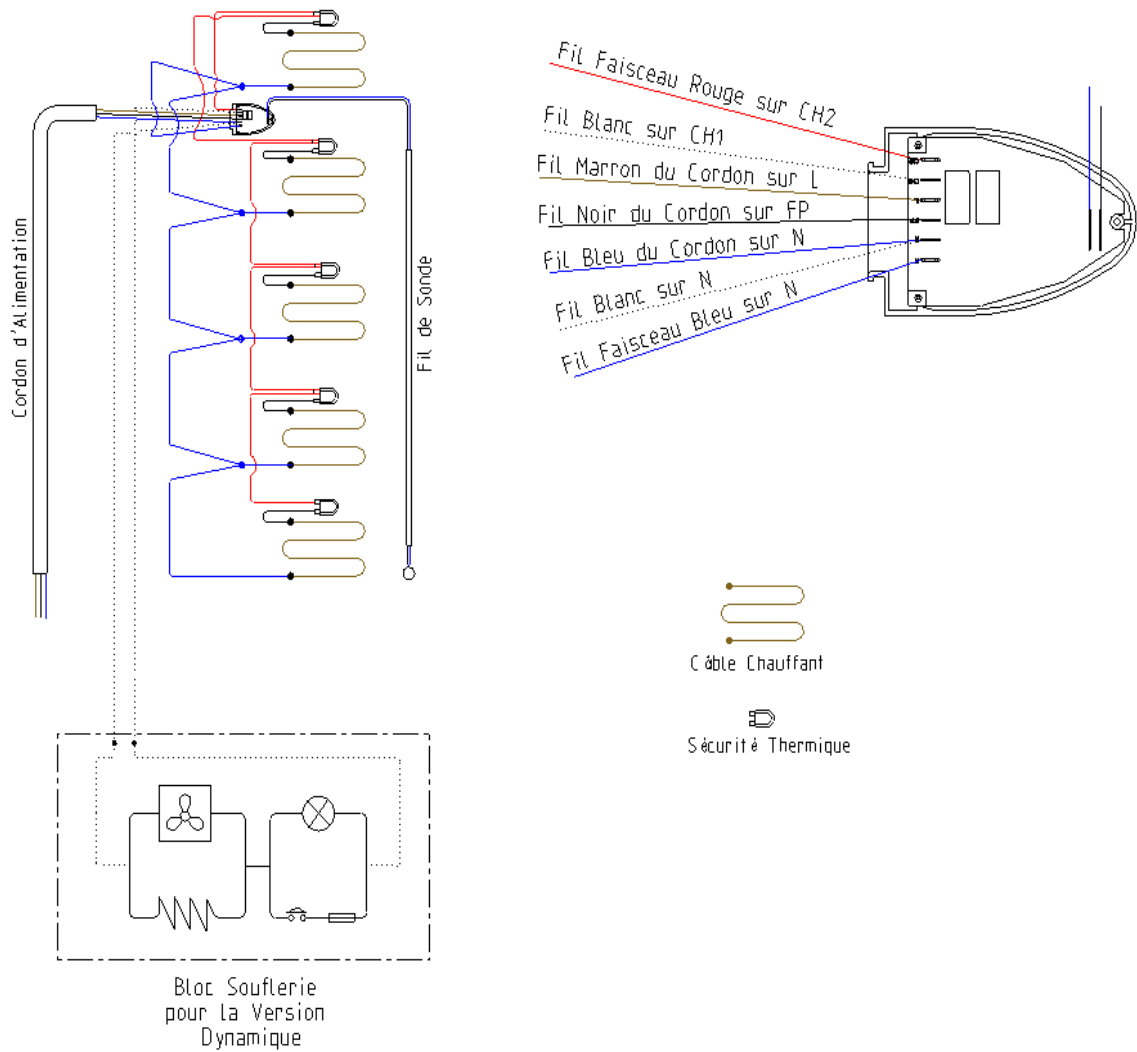 Fil Faisceau Rouge sur CH2
Fil Blanc sur CH1
Fil Marron du Cordon sur L
Fil Noir du Cordon sur FP
Fil Bleu du Cordon sur N
Fil Blanc sur N
Fil Faisceau Bleu sur N
Cordon d'Alimentation
Fil de Sonde
Câble Chauffant
Sécurité Thermique
Bloc Souflerie
pour la Version
Dynamique